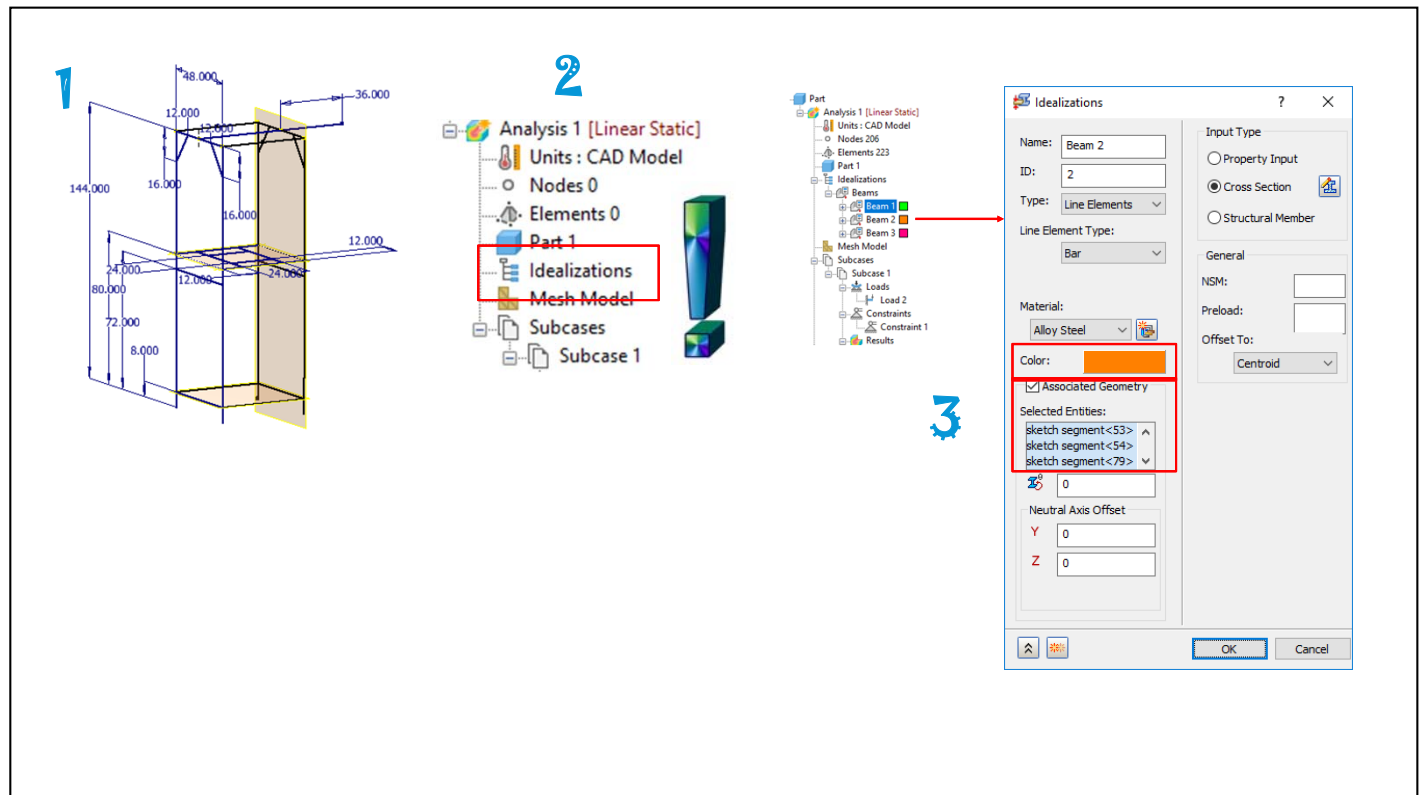 1
48.000
36.000
12.000
12.000
144.000
16.000
16.000
12.000
24.000
12.000
24.000
80.000
72.000
8.000
2
Analysis 1 [Linear Static]
Units : CAD Model
Nodes 0
Elements 0
Part 1
Idealizations
Mesh Model
Subcases
Subcase 1
Part
Analysis 1 [Linear Static]
Units : CAD Model
Nodes 206
Elements 223
Part 1
Idealizations
Beams
Beam 1
Beam 2
Beam 3
Mesh Model
Subcases
Subcase 1
Loads
Load 2
Constraints
Constraint 1
Results
3
Idealizations ? ×
Name: Beam 2
ID: 2
Type: Line Elements
Line Element Type:
Bar
Material:
Alloy Steel
Color:
Associated Geometry
Selected Entities:
sketch segment<53>
sketch segment<54>
sketch segment<79>
0
Neutral Axis Offset
Y 0
Z 0
Input Type
Property Input
Cross Section
Structural Member
General
NSM:
Preload:
Offset To:
Centroid
OK Cancel